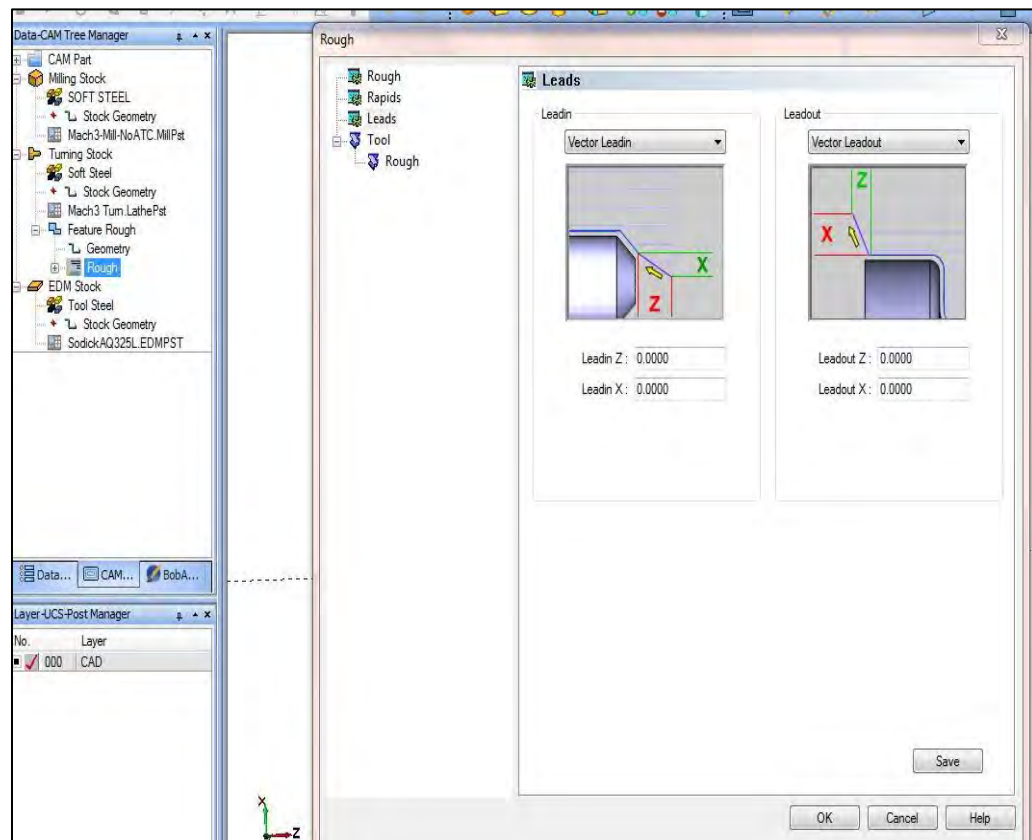 Data-CAM Tree Manager
CAM Part
Milling Stock
SOFT STEEL
Stock Geometry
Mach3-Mill-NoATC.MillPst
Turning Stock
Soft Steel
Stock Geometry
Mach3 Turn.LathePst
Feature Rough
Geometry
Rough
EDM Stock
Tool Steel
Stock Geometry
SodickAQ325L.EDMPST
Data...
CAM...
BobA...
Layer-UCS-Post Manager
No. Layer
000 CAD
X
Z
Rough
Rough
Rapids
Leads
Tool
Rough
Leads
Leadin
Vector Leadin
X
Z
Leadin Z : 0.0000
Leadin X : 0.0000
Leadout
Vector Leadout
Z
X
Leadout Z : 0.0000
Leadout X : 0.0000
Save
OK Cancel Help